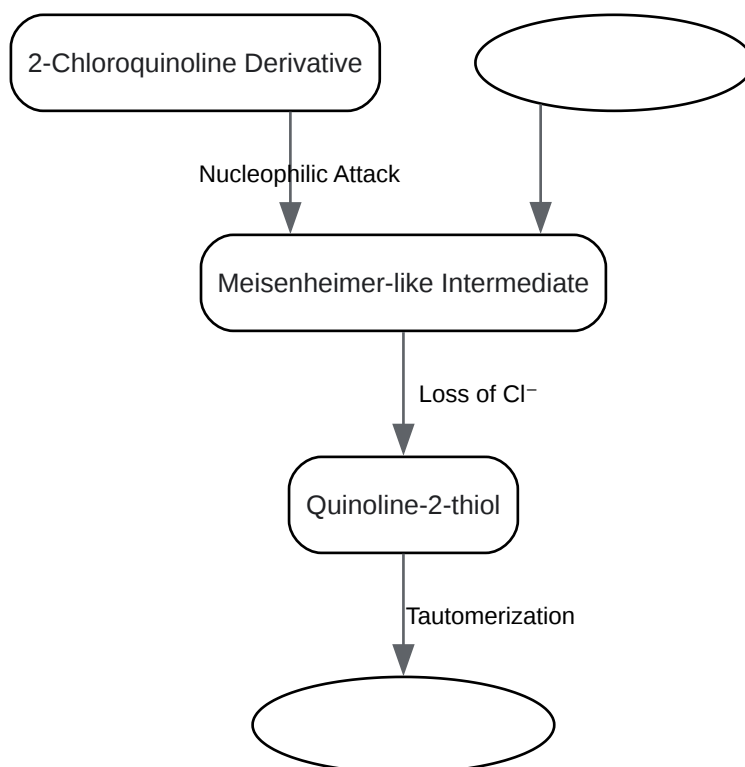 2-Chloroquinoline Derivative
Nucleophilic Attack
Meisenheimer-like Intermediate
Loss of Cl⁻
Quinoline-2-thiol
Tautomerization